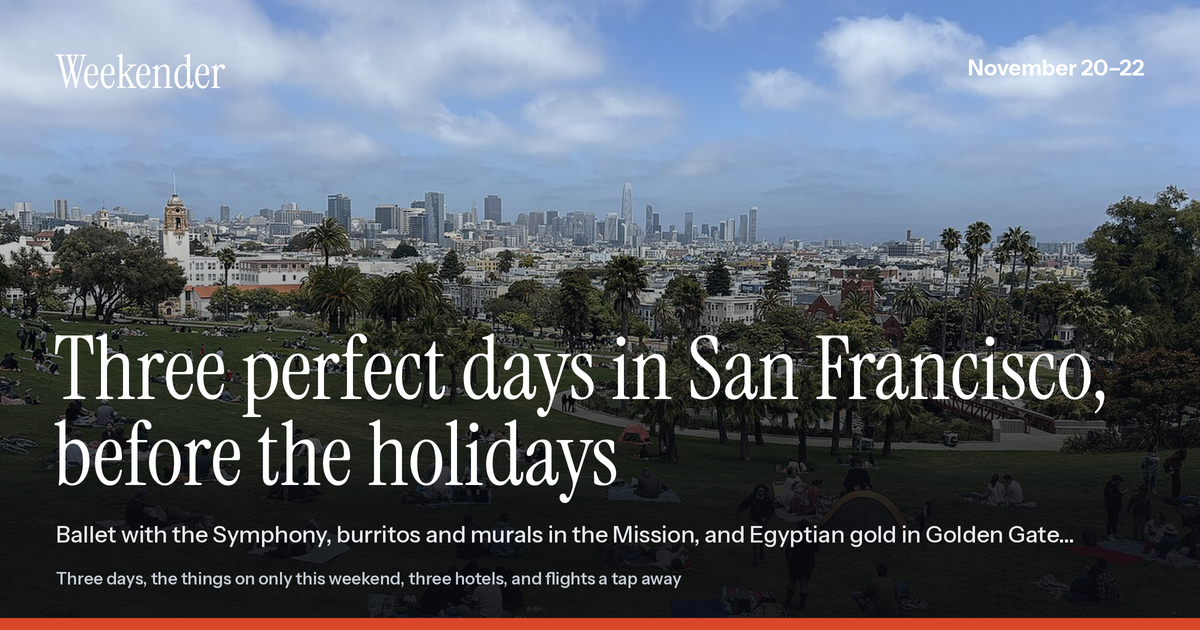 Weekender
November 20–22
Three perfect days in San Francisco,
before the holidays
Ballet with the Symphony, burritos and murals in the Mission, and Egyptian gold in Golden Gate...
Three days, the things on only this weekend, three hotels, and flights a tap away